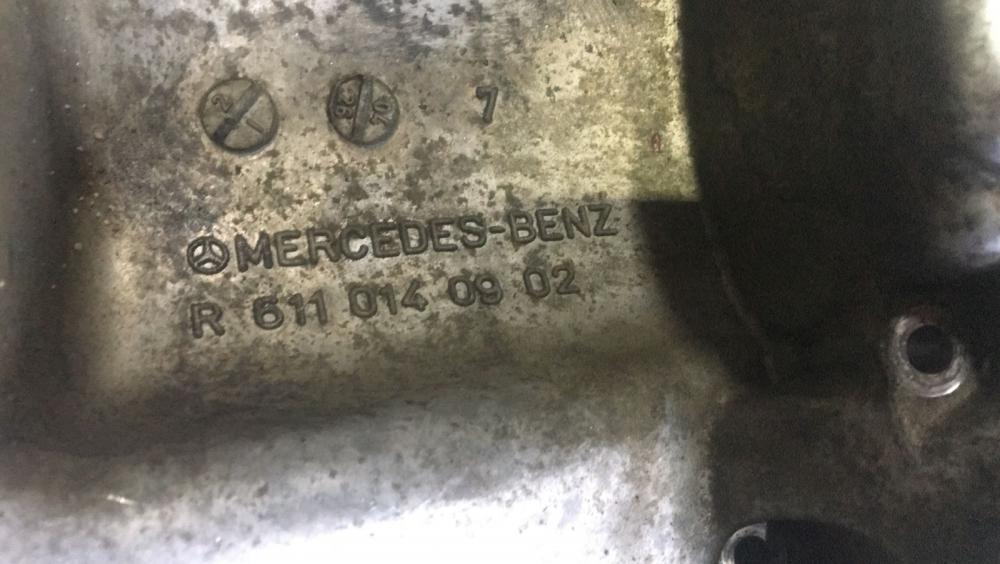 7
MERCEDES-BENZ
R 611 014 09 02